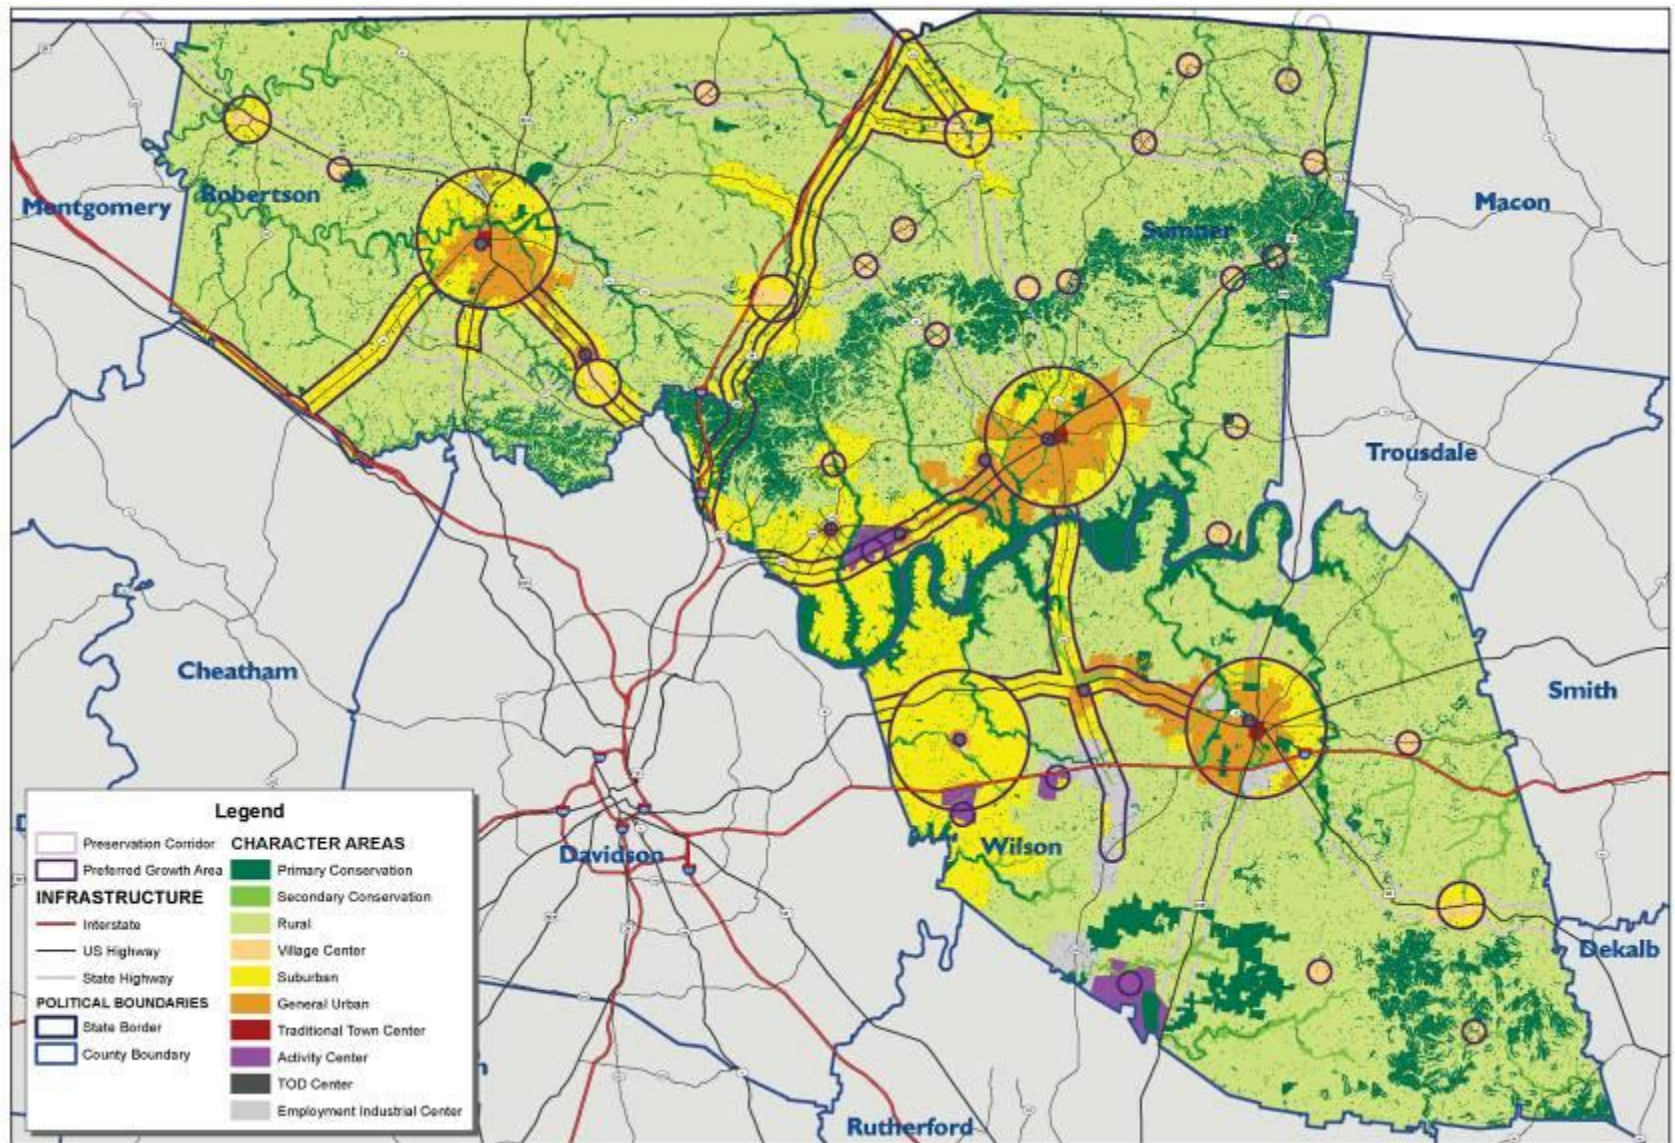 Montgomery
Robertson
Sumner
Macon
Trousdale
Cheatham
Smith
Davidson
Wilson
Dekalb
Rutherford
Legend
Preservation Corridor
Preferred Growth Area
INFRASTRUCTURE
Interstate
US Highway
State Highway
POLITICAL BOUNDARIES
State Border
County Boundary
CHARACTER AREAS
Primary Conservation
Secondary Conservation
Rural
Village Center
Suburban
General Urban
Traditional Town Center
Activity Center
TOD Center
Employment Industrial Center